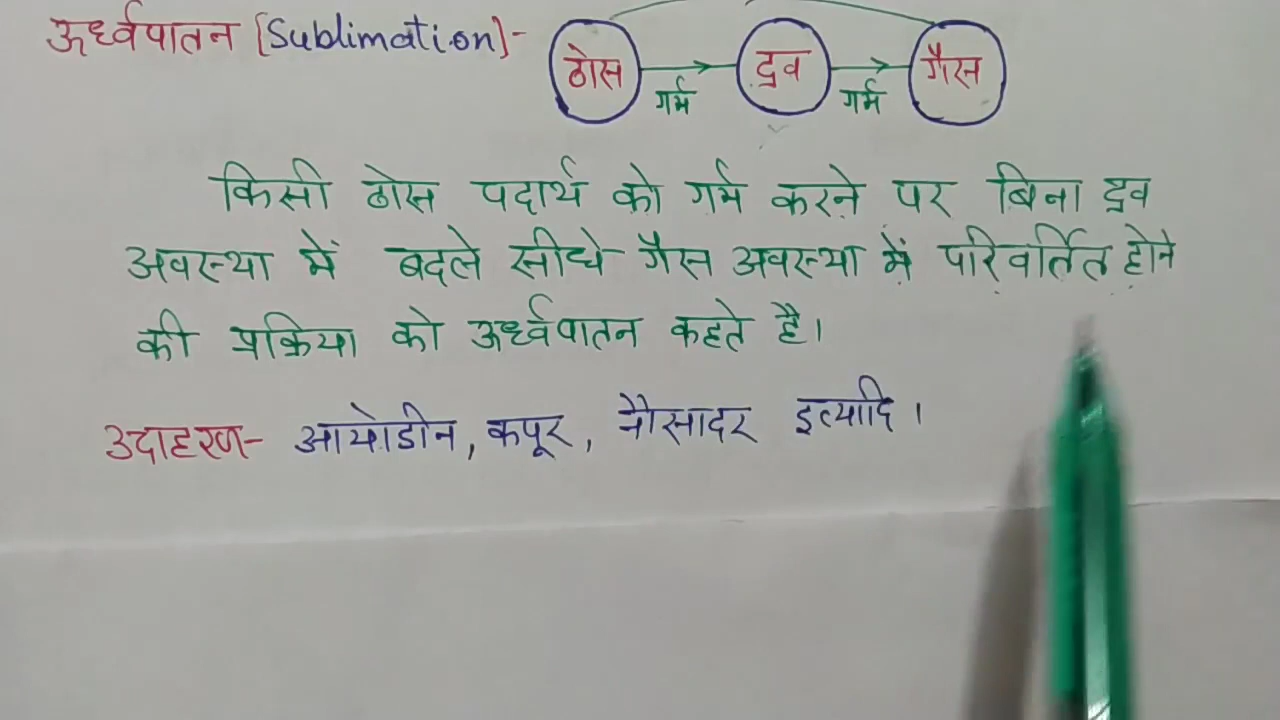 ऊर्ध्वपातन [Sublimation]-
ठोस गर्म द्रव गर्म गैस
किसी ठोस पदार्थ को गर्म करने पर बिना द्रव
अवस्था में बदले सीधे गैस अवस्था में परिवर्तित होने
की प्रक्रिया को ऊर्ध्वपातन कहते है।
उदाहरण- आयोडीन, कपूर, नौसादर इत्यादि।